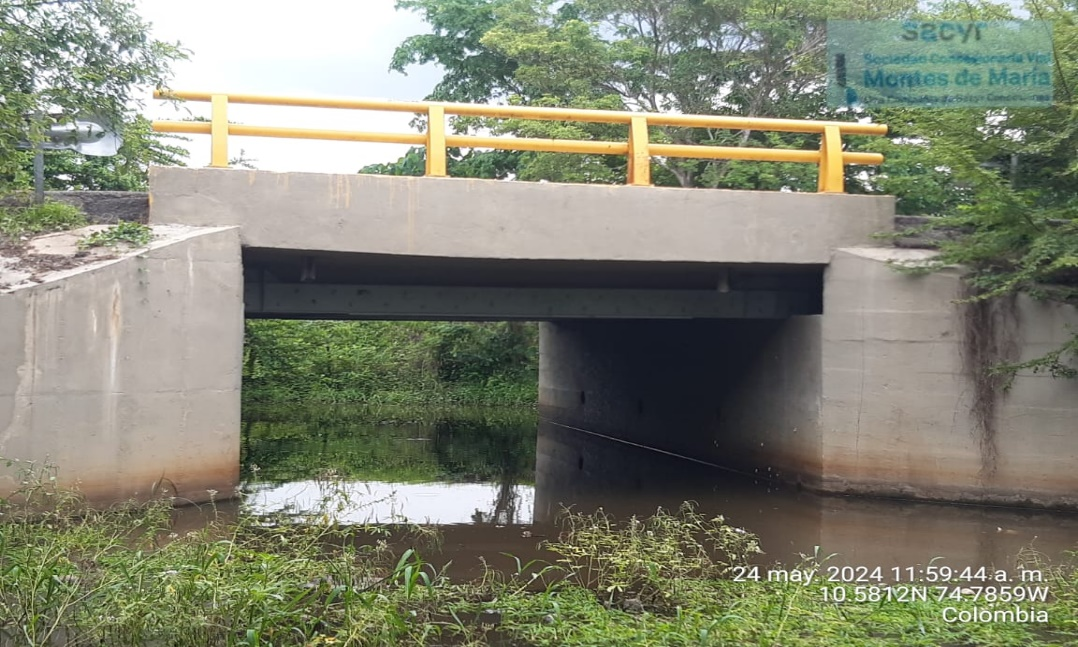 sacyr
Sociedad Concesionaria Vial
Montes de María
24 may. 2024 11:59:44 a. m.
10.5812N 74.7859W
Colombia